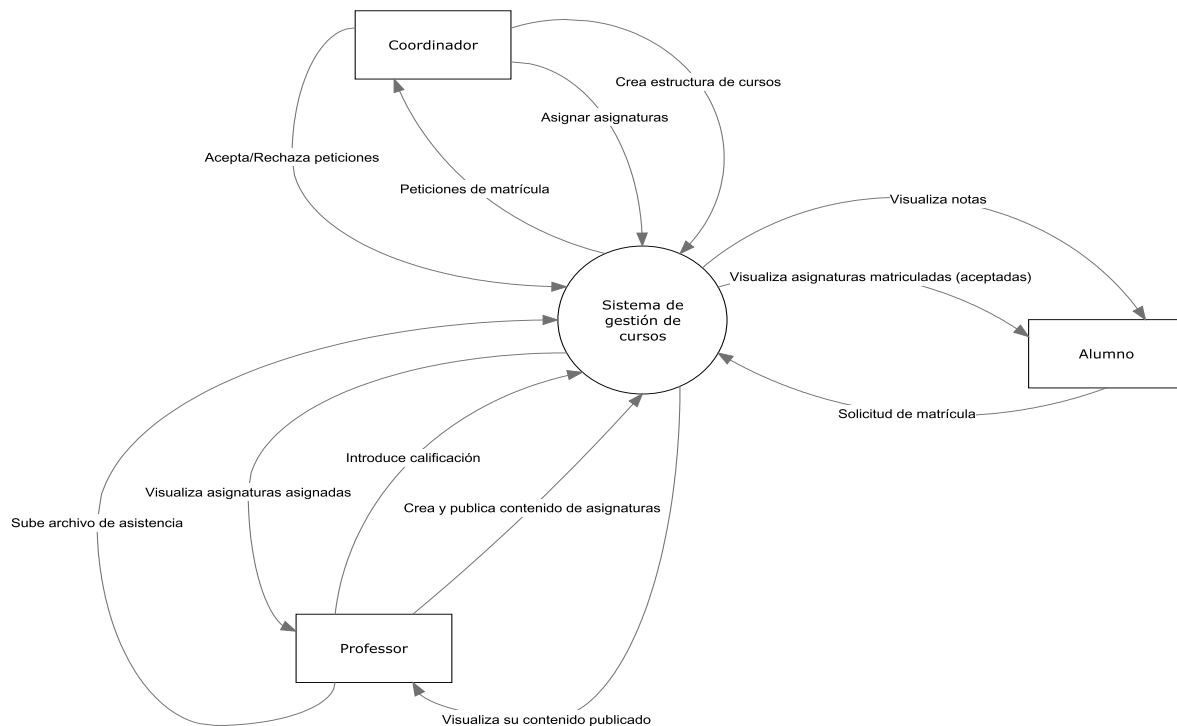 Coordinador
Crea estructura de cursos
Asignar asignaturas
Acepta/Rechaza peticiones
Peticiones de matrícula
Visualiza notas
Visualiza asignaturas matriculadas (aceptadas)
Sistema de
gestión de
cursos
Alumno
Solicitud de matrícula
Introduce calificación
Visualiza asignaturas asignadas
Crea y publica contenido de asignaturas
Sube archivo de asistencia
Professor
Visualiza su contenido publicado